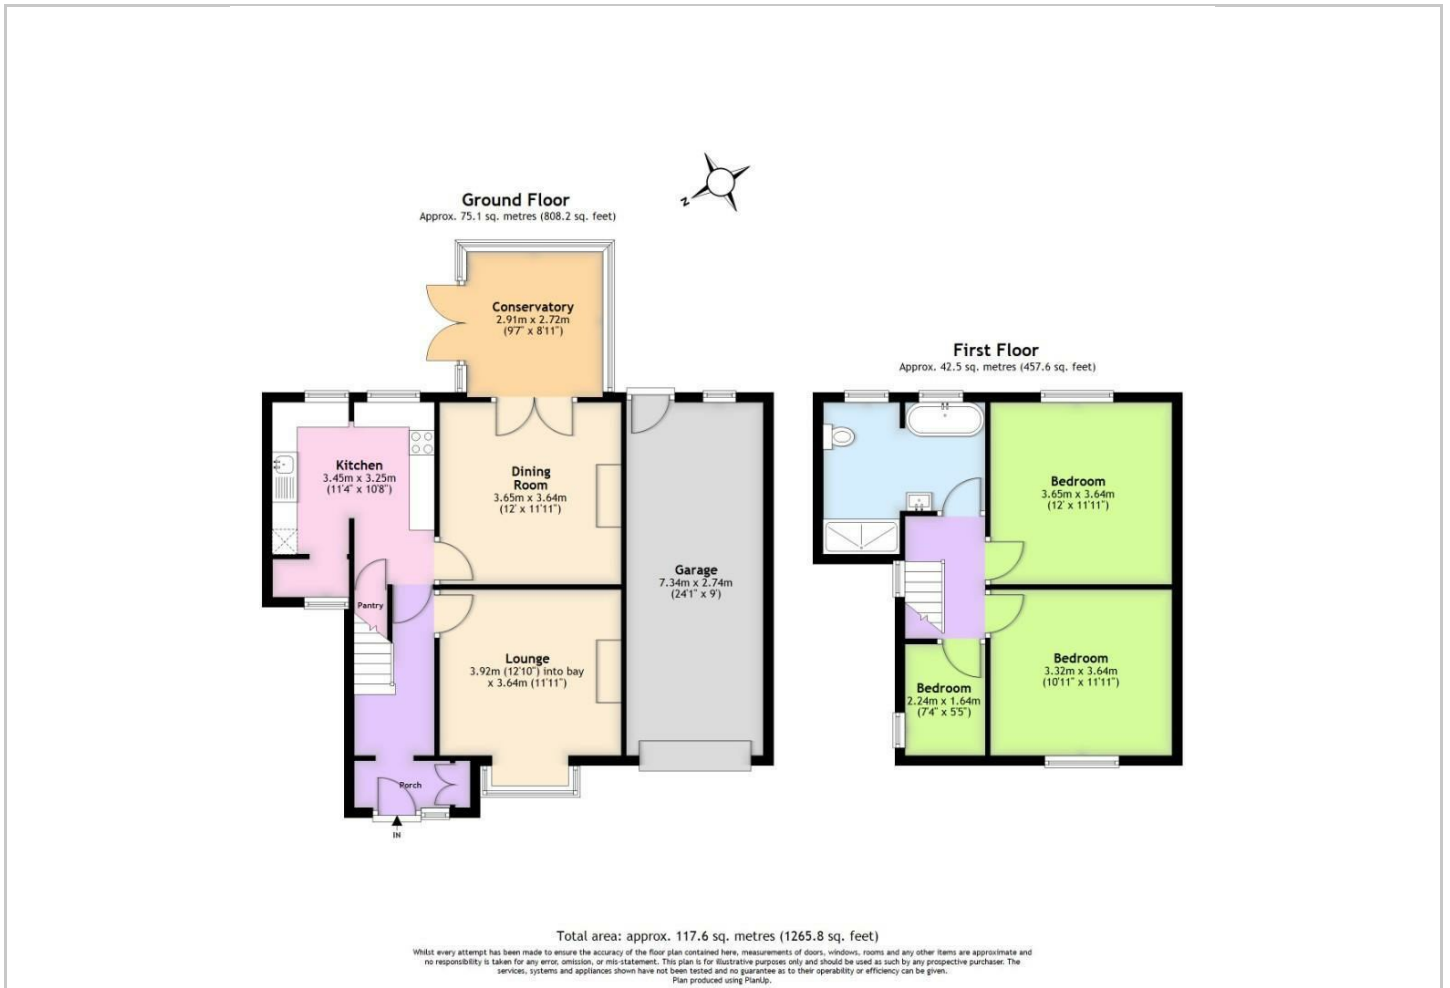 Z
Ground Floor
Approx. 75.1 sq. metres (808.2 sq. feet)
Conservatory
2.91m x 2.72m
(9'7" x 8'11")
Kitchen
3.45m x 3.25m
(11'4" x 10'8")
Dining
Room
3.65m x 3.64m
(12' x 11'11")
Garage
7.34m x 2.74m
(24'1" x 9')
Pantry
Lounge
3.92m (12'10") into bay
x 3.64m (11'11")
Porch
IN
First Floor
Approx. 42.5 sq. metres (457.6 sq. feet)
Bedroom
3.65m x 3.64m
(12' x 11'11")
Bedroom
3.32m x 3.64m
(10'11" x 11'11")
Bedroom
2.24m x 1.64m
(7'4" x 5'5")
Total area: approx. 117.6 sq. metres (1265.8 sq. feet)
Whilst every attempt has been made to ensure the accuracy of the floor plan contained here, measurements of doors, windows, rooms and any other items are approximate and
no responsibility is taken for any error, omission, or mis-statement. This plan is for illustrative purposes only and should be used as such by any prospective purchaser. The
services, systems and appliances shown have not been tested and no guarantee as to their operability or efficiency can be given.
Plan produced using PlanUp.